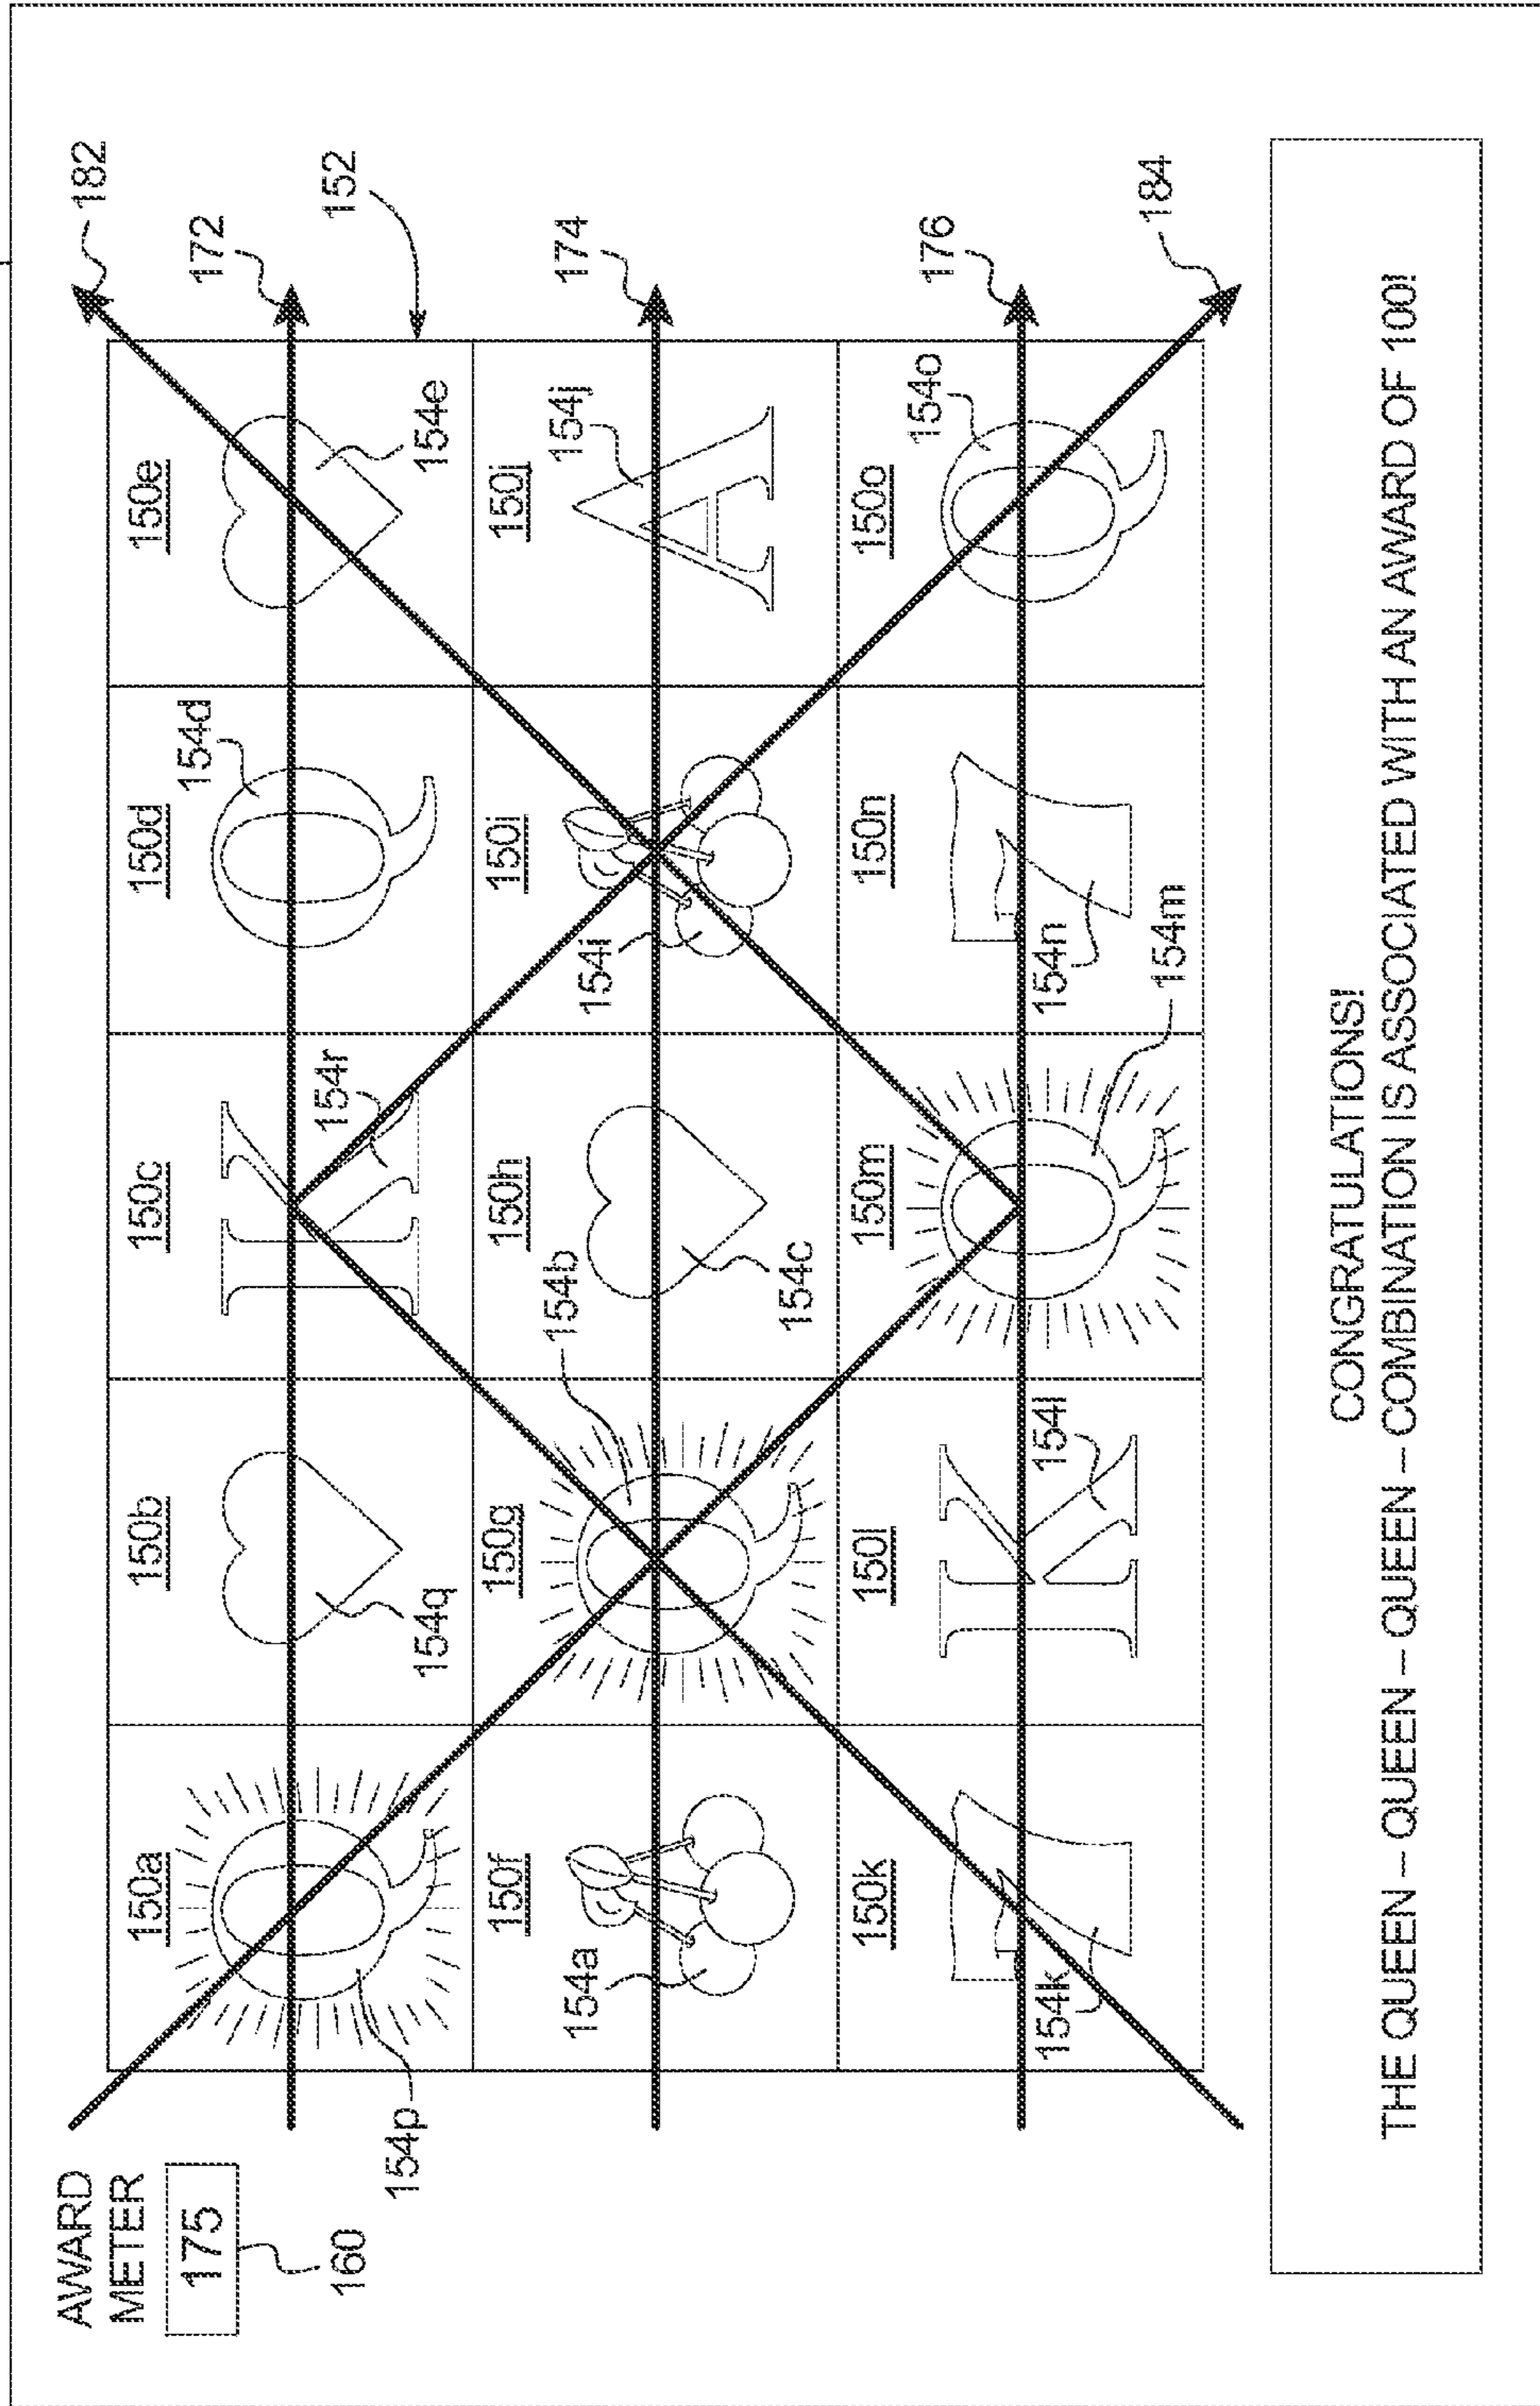 AWARD
METER
175
160
182
172
152
174
176
184
150a
150b
150c
150d
150e
154p
154q
154r
154d
154e
150f
150g
150h
150i
150j
154a
154b
154c
154i
154j
150k
150l
150m
150n
150o
154k
154l
154m
154n
154o
K
Q
A
K
CONGRATULATIONS!
THE QUEEN – QUEEN – QUEEN – COMBINATION IS ASSOCIATED WITH AN AWARD OF 100!